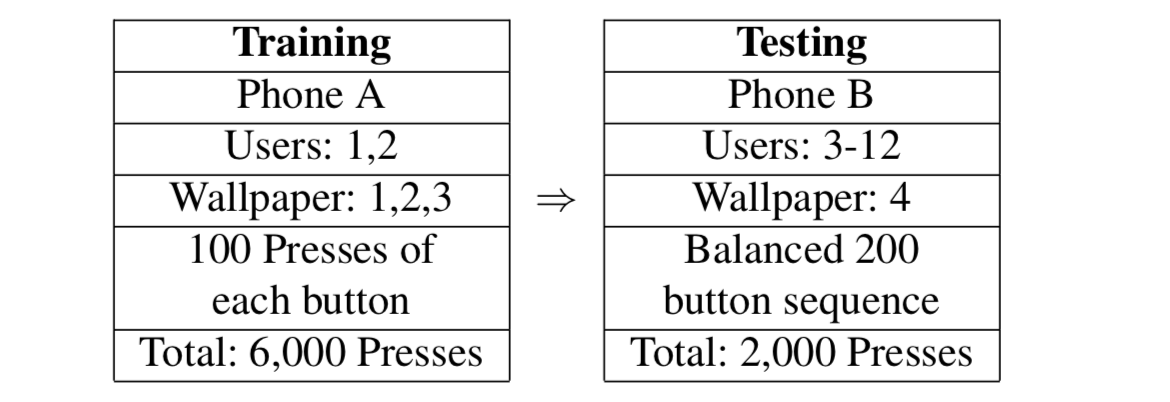 Training
Phone A
Users: 1,2
Wallpaper: 1,2,3
100 Presses of
each button
Total: 6,000 Presses
⇒
Testing
Phone B
Users: 3-12
Wallpaper: 4
Balanced 200
button sequence
Total: 2,000 Presses